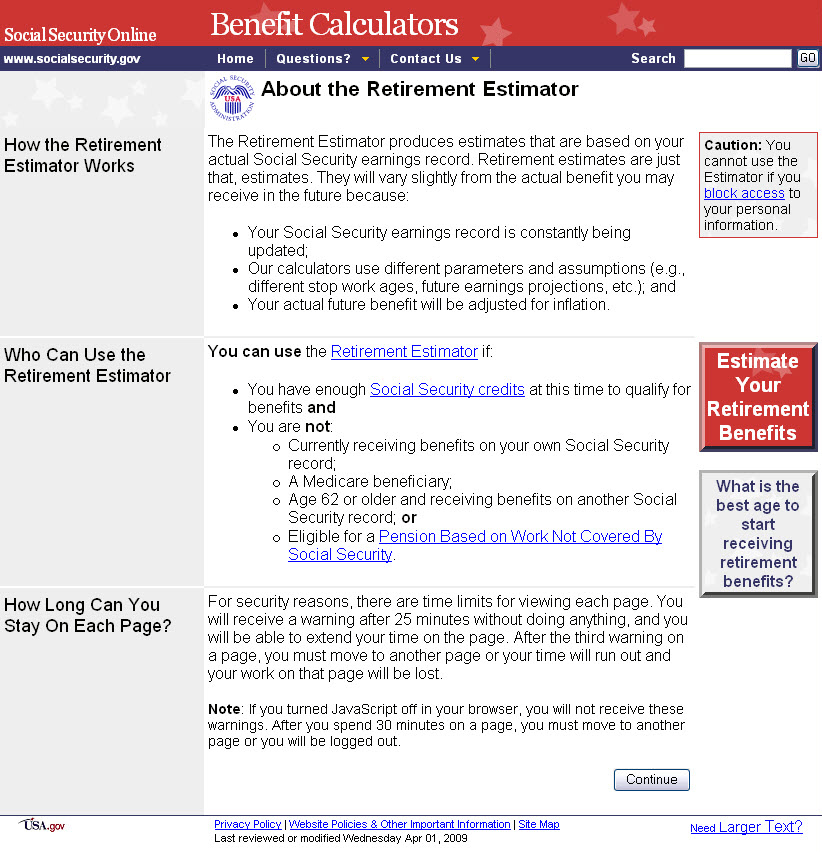 Social Security Online
Benefit Calculators
www.socialsecurity.gov
Home
Questions?
Contact Us
Search
GO
SOCIAL SECURITY
USA
ADMINISTRATION
About the Retirement Estimator
How the Retirement
Estimator Works
The Retirement Estimator produces estimates that are based on your
actual Social Security earnings record. Retirement estimates are just
that, estimates. They will vary slightly from the actual benefit you may
receive in the future because:
• Your Social Security earnings record is constantly being
updated;
• Our calculators use different parameters and assumptions (e.g.,
different stop work ages, future earnings projections, etc.); and
• Your actual future benefit will be adjusted for inflation.
Caution: You
cannot use the
Estimator if you
block access to
your personal
information.
Who Can Use the
Retirement Estimator
You can use the Retirement Estimator if:
• You have enough Social Security credits at this time to qualify for
benefits and
• You are not:
o Currently receiving benefits on your own Social Security
record;
o A Medicare beneficiary;
o Age 62 or older and receiving benefits on another Social
Security record; or
o Eligible for a Pension Based on Work Not Covered By
Social Security.
Estimate
Your
Retirement
Benefits
What is the
best age to
start
receiving
retirement
benefits?
How Long Can You
Stay On Each Page?
For security reasons, there are time limits for viewing each page. You
will receive a warning after 25 minutes without doing anything, and you
will be able to extend your time on the page. After the third warning on
a page, you must move to another page or your time will run out and
your work on that page will be lost.
Note: If you turned JavaScript off in your browser, you will not receive these
warnings. After you spend 30 minutes on a page, you must move to another
page or you will be logged out.
Continue
USA.gov
Privacy Policy | Website Policies & Other Important Information | Site Map
Last reviewed or modified Wednesday Apr 01, 2009
Need Larger Text?